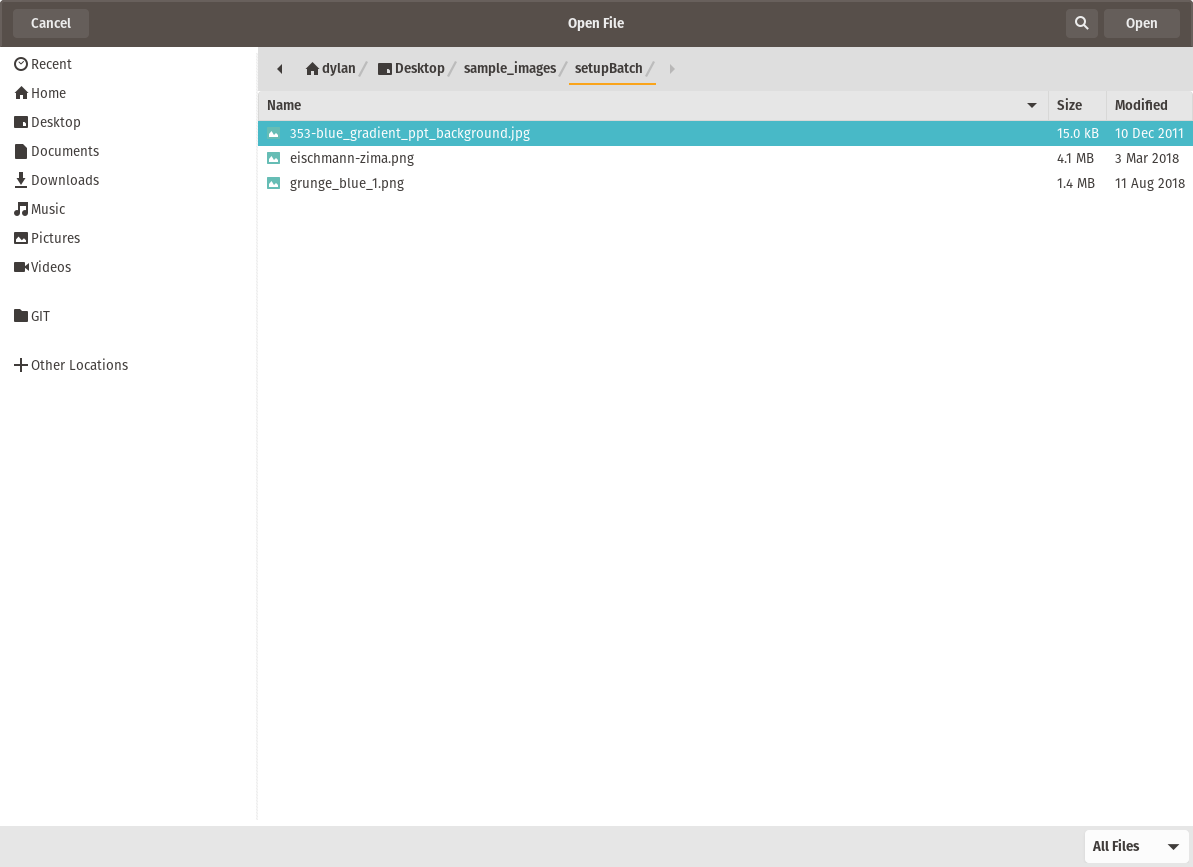 Cancel Open File Open
Recent
Home
Desktop
Documents
Downloads
Music
Pictures
Videos
GIT
Other Locations
dylan / Desktop / sample_images / setupBatch /
Name Size Modified
353-blue_gradient_ppt_background.jpg 15.0 kB 10 Dec 2011
eischmann-zima.png 4.1 MB 3 Mar 2018
grunge_blue_1.png 1.4 MB 11 Aug 2018
All Files